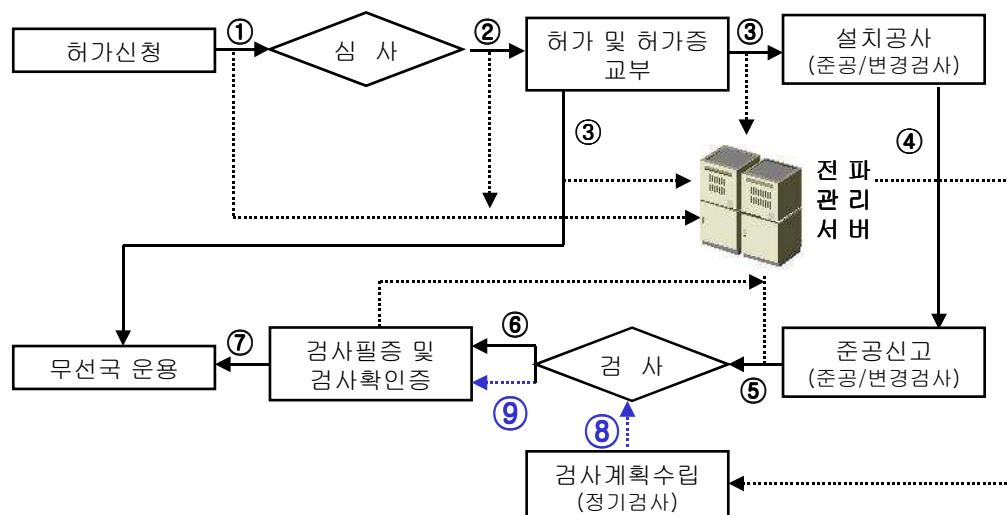 ①
②
③
허가신청
심 사
허가 및 허가증
교부
설치공사
(준공/변경검사)
③
④
전 파
관 리
서 버
⑦
⑥
무선국 운용
검사필증 및
검사확인증
검 사
준공신고
(준공/변경검사)
⑤
⑨
⑧
검사계획수립
(정기검사)